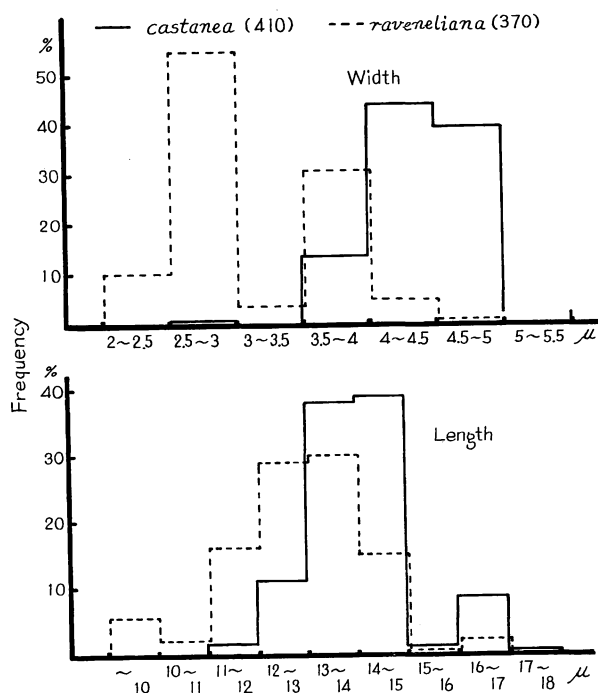 castanea (410) raveneliana (370)
%
Width
50
40
30
20
10
2~2.5 2.5~3 3~3.5 3.5~4 4~4.5 4.5~5 5~5.5 μ
Frequency
%
40
Length
30
20
10
~10 10~11 11~12 12~13 13~14 14~15 15~16 16~17 17~18 μ